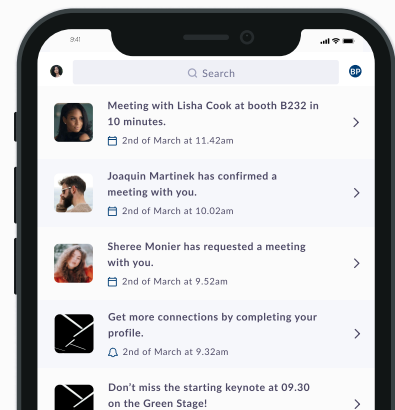 9:41
Search
BP
Meeting with Lisha Cook at booth B232 in
10 minutes.
2nd of March at 11.42am
Joaquin Martinek has confirmed a
meeting with you.
2nd of March at 10.02am
Sheree Monier has requested a meeting
with you.
2nd of March at 9.52am
Get more connections by completing your
profile.
2nd of March at 9.32am
Don’t miss the starting keynote at 09.30
on the Green Stage!